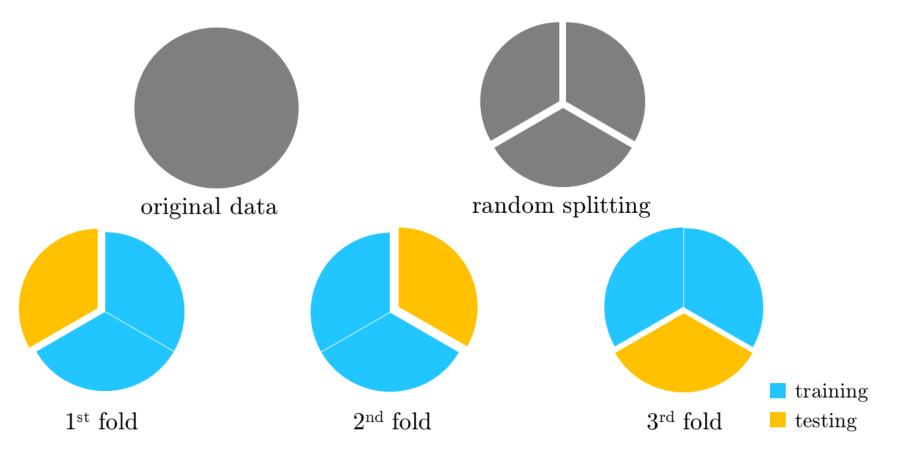 original data
random splitting
1st fold
2nd fold
3rd fold
training
testing